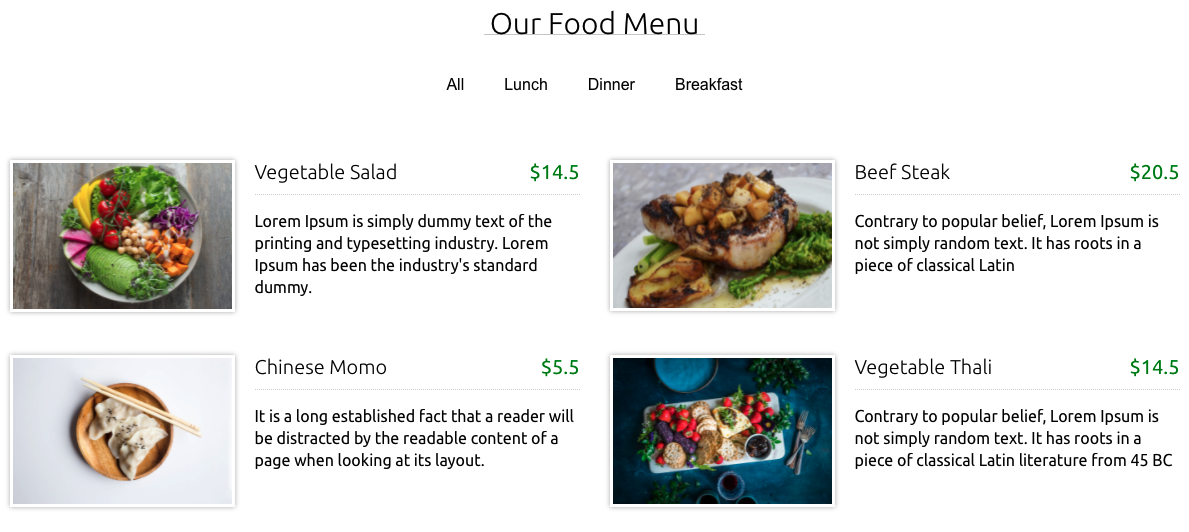 Our Food Menu
All Lunch Dinner Breakfast
Vegetable Salad $14.5
Lorem Ipsum is simply dummy text of the
printing and typesetting industry. Lorem
Ipsum has been the industry's standard
dummy.
Beef Steak $20.5
Contrary to popular belief, Lorem Ipsum is
not simply random text. It has roots in a
piece of classical Latin
Chinese Momo $5.5
It is a long established fact that a reader will
be distracted by the readable content of a
page when looking at its layout.
Vegetable Thali $14.5
Contrary to popular belief, Lorem Ipsum is
not simply random text. It has roots in a
piece of classical Latin literature from 45 BC